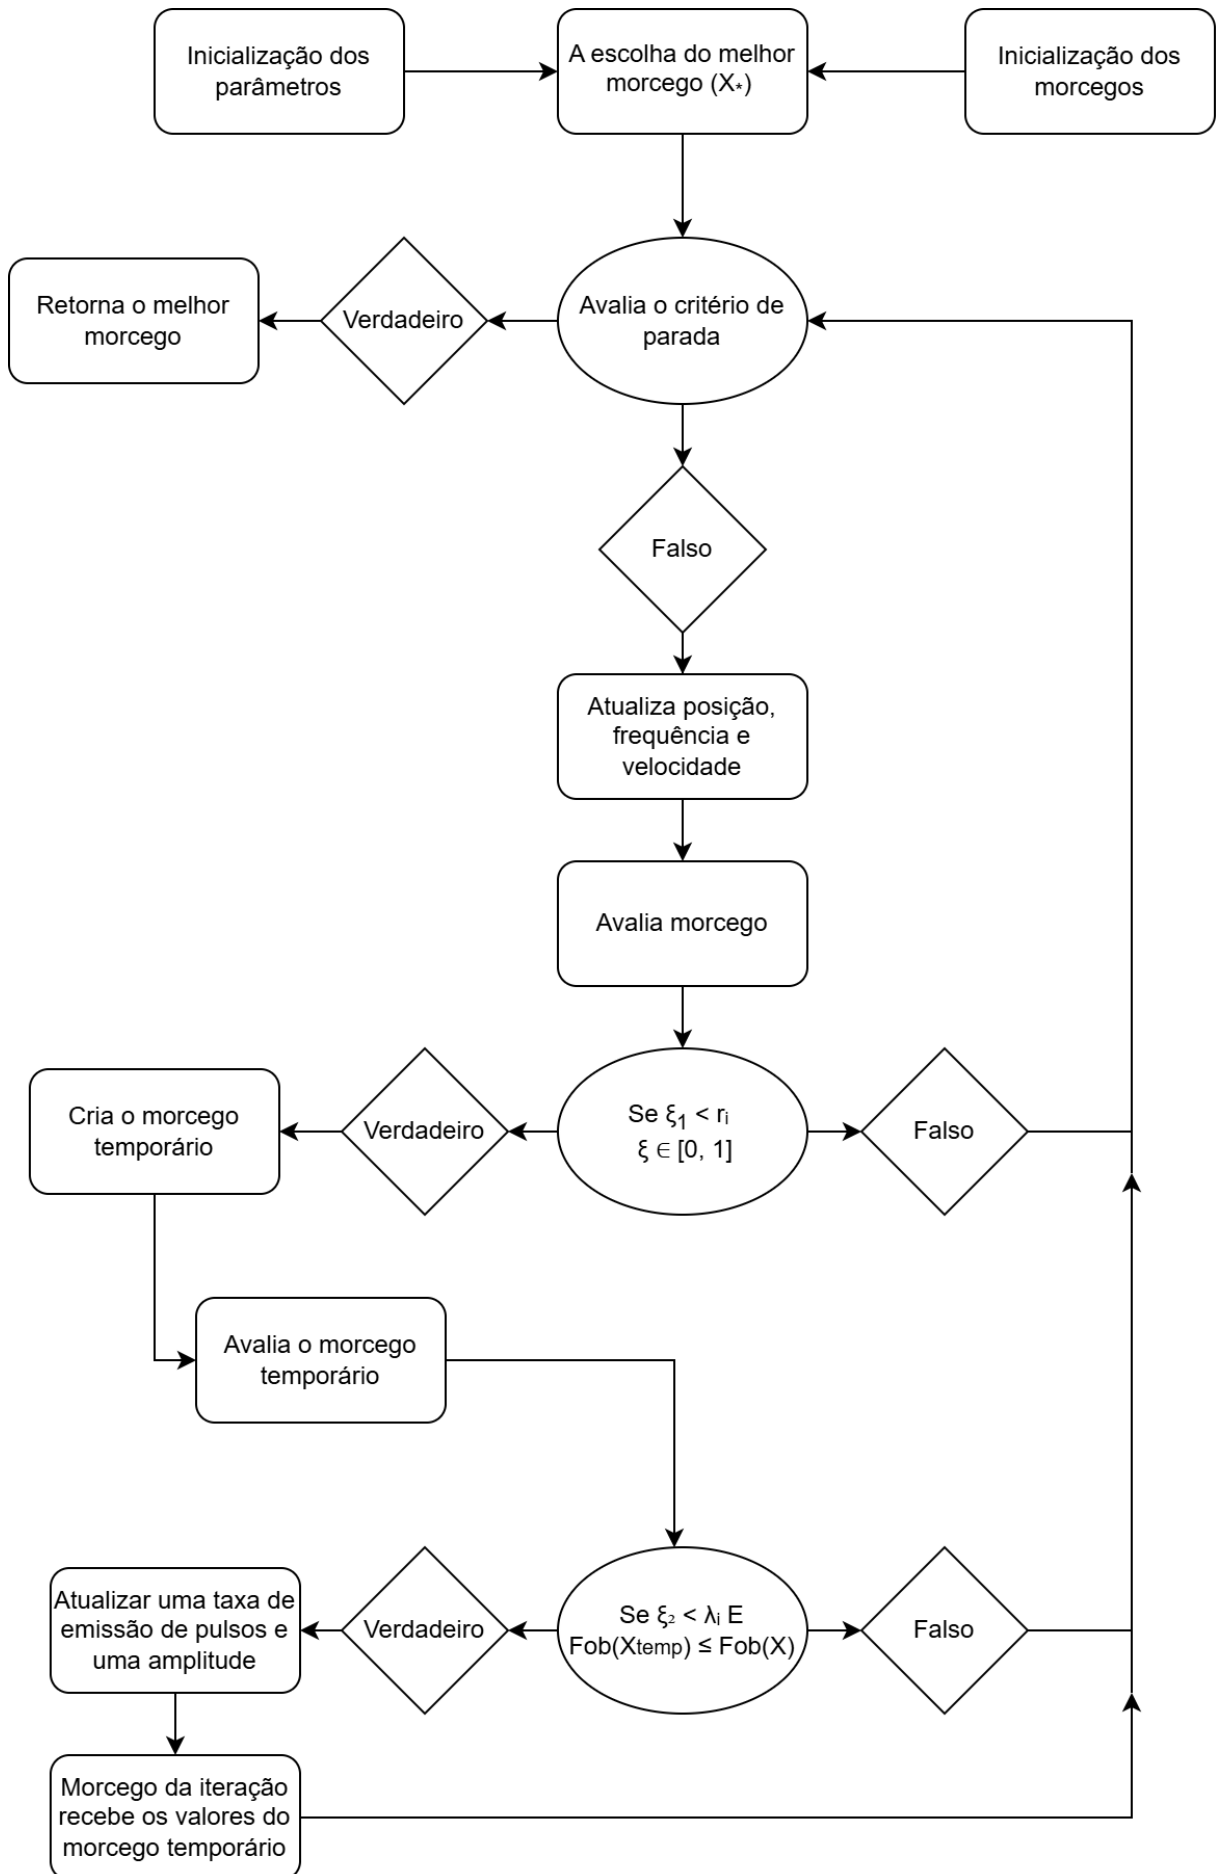 Inicialização dos
parâmetros
A escolha do melhor
morcego (X*)
Inicialização dos
morcegos
Retorna o melhor
morcego
Verdadeiro
Avalia o critério de
parada
Falso
Atualiza posição,
frequência e
velocidade
Avalia morcego
Cria o morcego
temporário
Verdadeiro
Se ξ₁ < rᵢ
ξ ∈ [0, 1]
Falso
Avalia o morcego
temporário
Atualizar uma taxa de
emissão de pulsos e
uma amplitude
Verdadeiro
Se ξ₂ < λᵢ E
Fob(Xtemp) ≤ Fob(X)
Falso
Morcego da iteração
recebe os valores do
morcego temporário